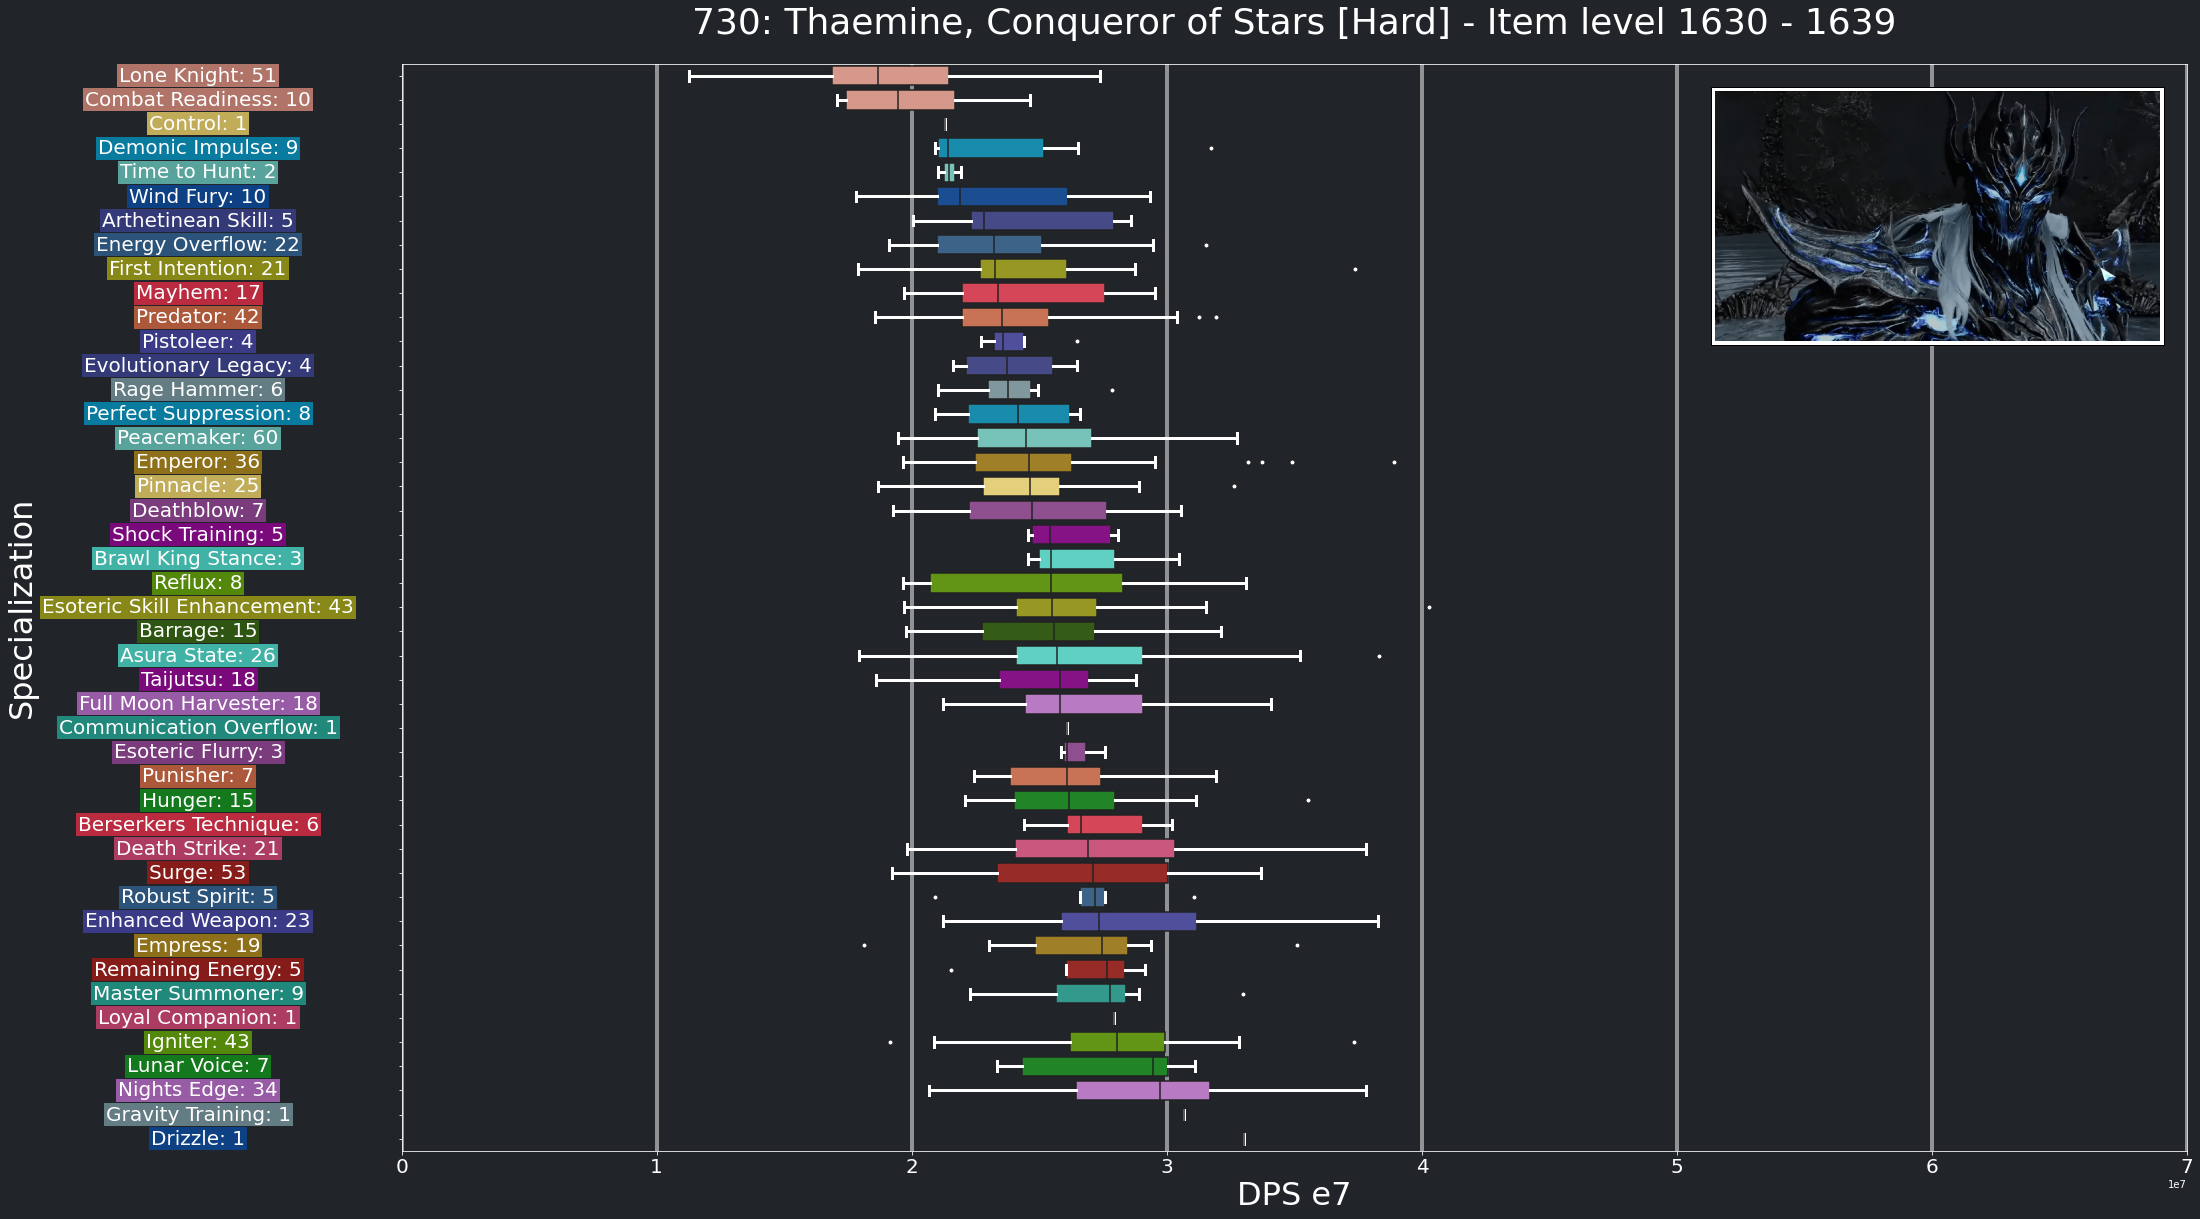 730: Thaemine, Conqueror of Stars [Hard] - Item level 1630 - 1639
Specialization
Lone Knight: 51
Combat Readiness: 10
Control: 1
Demonic Impulse: 9
Time to Hunt: 2
Wind Fury: 10
Arthetinean Skill: 5
Energy Overflow: 22
First Intention: 21
Mayhem: 17
Predator: 42
Pistoleer: 4
Evolutionary Legacy: 4
Rage Hammer: 6
Perfect Suppression: 8
Peacemaker: 60
Emperor: 36
Pinnacle: 25
Deathblow: 7
Shock Training: 5
Brawl King Stance: 3
Reflux: 8
Esoteric Skill Enhancement: 43
Barrage: 15
Asura State: 26
Taijutsu: 18
Full Moon Harvester: 18
Communication Overflow: 1
Esoteric Flurry: 3
Punisher: 7
Hunger: 15
Berserkers Technique: 6
Death Strike: 21
Surge: 53
Robust Spirit: 5
Enhanced Weapon: 23
Empress: 19
Remaining Energy: 5
Master Summoner: 9
Loyal Companion: 1
Igniter: 43
Lunar Voice: 7
Nights Edge: 34
Gravity Training: 1
Drizzle: 1
0 1 2 3 4 5 6 7
1e7
DPS e7